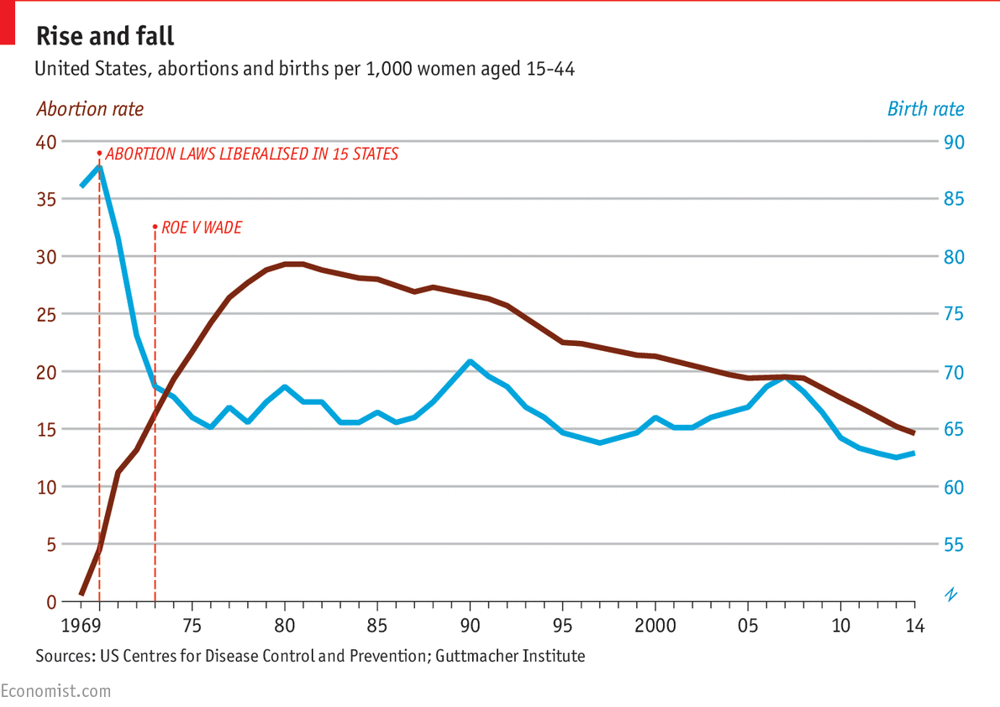 Rise and fall
United States, abortions and births per 1,000 women aged 15-44
Abortion rate
Birth rate
40
90
ABORTION LAWS LIBERALISED IN 15 STATES
35
85
ROE V WADE
30
80
25
75
20
70
15
65
10
60
5
55
0
1969 75 80 85 90 95 2000 05 10 14
Sources: US Centres for Disease Control and Prevention; Guttmacher Institute
Economist.com